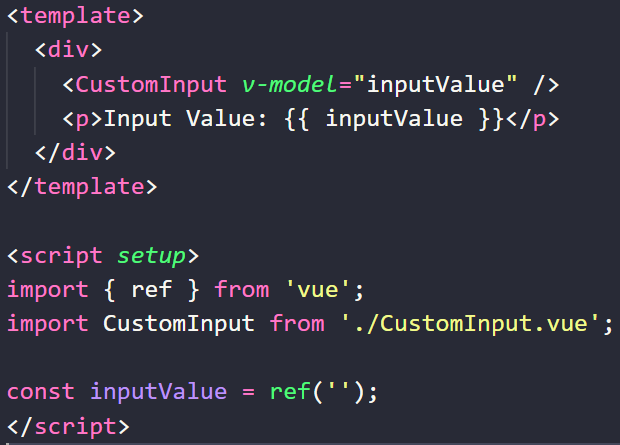 <template>
  <div>
    <CustomInput v-model="inputValue" />
    <p>Input Value: {{ inputValue }}</p>
  </div>
</template>

<script setup>
import { ref } from 'vue';
import CustomInput from './CustomInput.vue';

const inputValue = ref('');
</script>